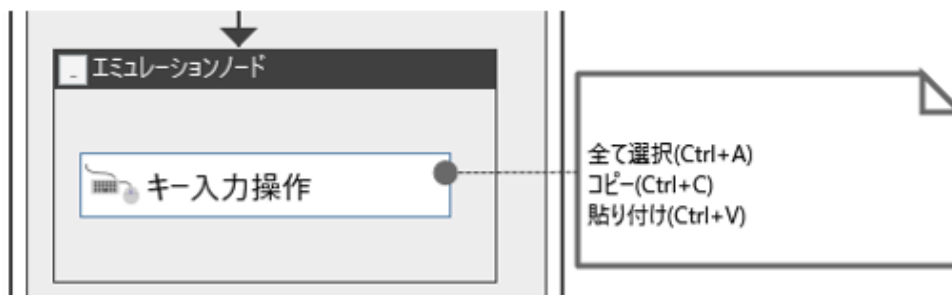 エミュレーションノード
キー入力操作
全て選択(Ctrl+A)
コピー(Ctrl+C)
貼り付け(Ctrl+V)